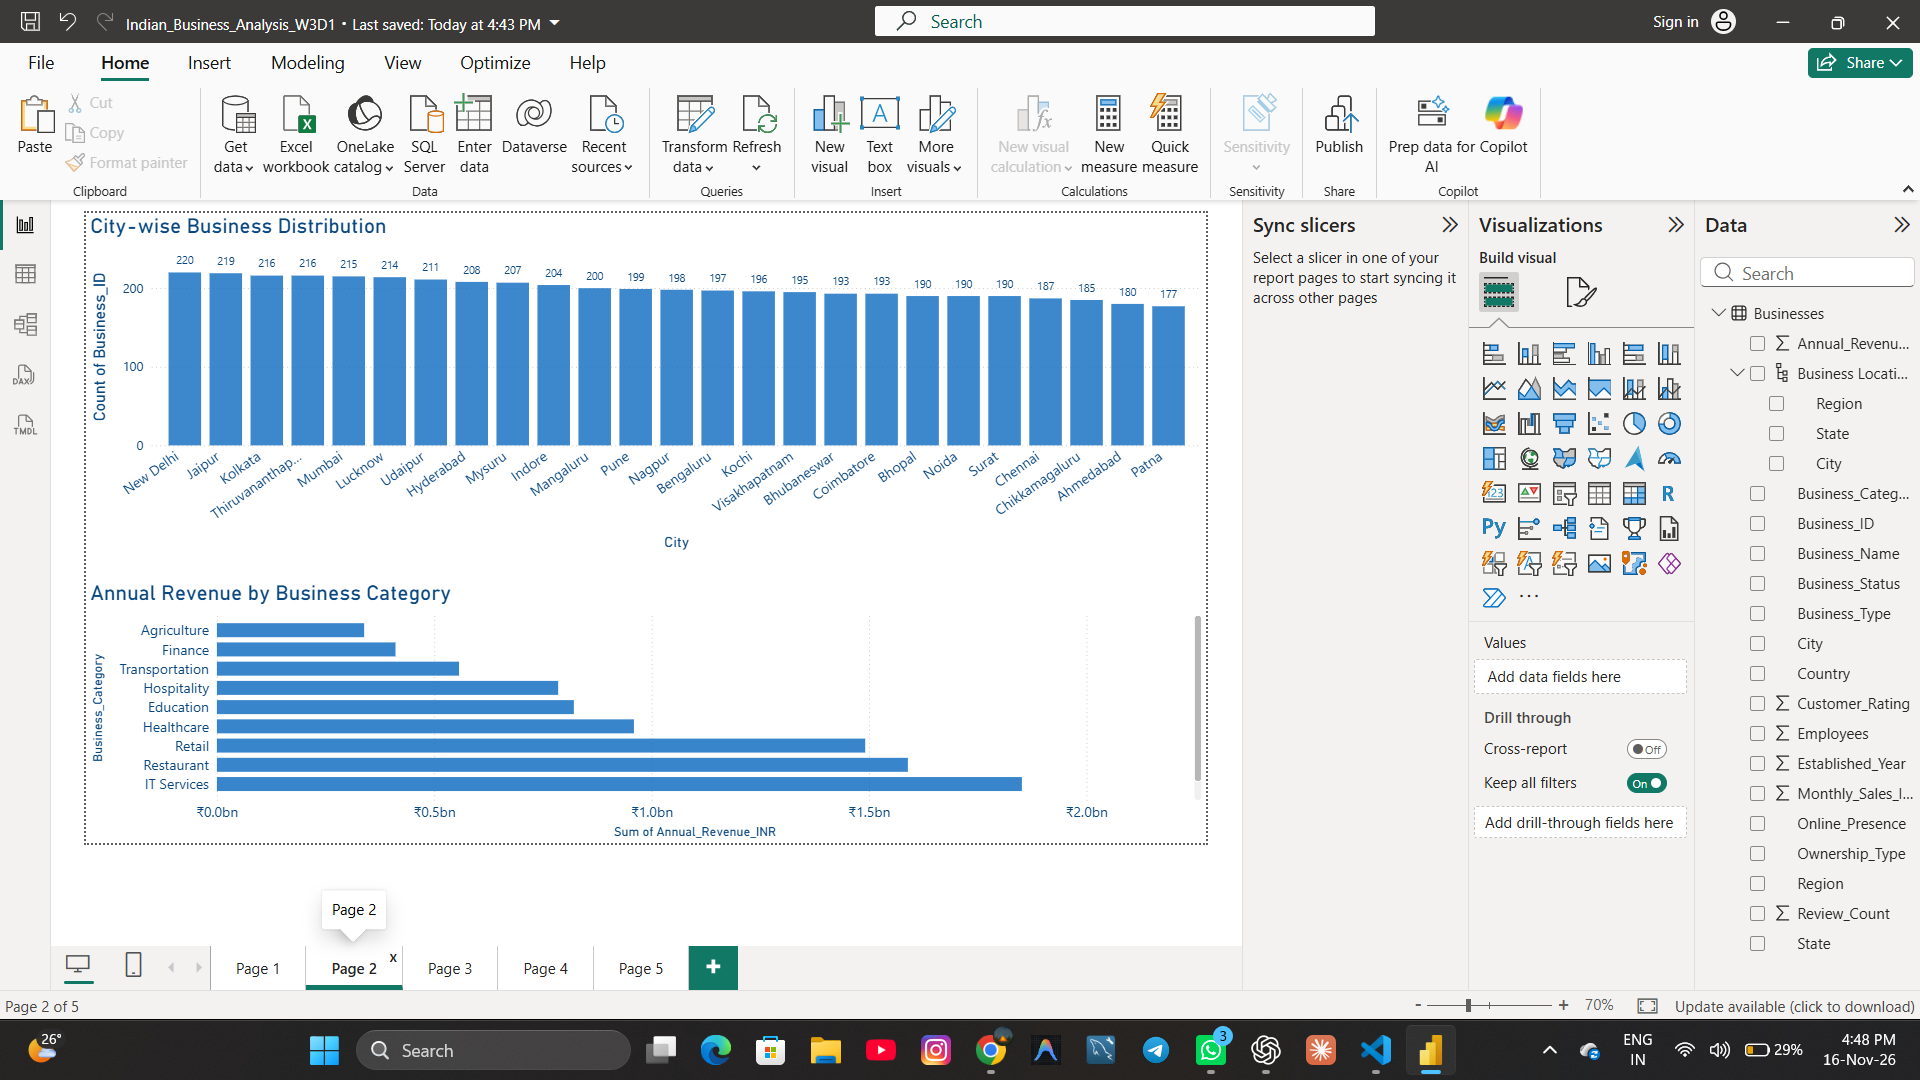 Indian_Business_Analysis_W3D1 • Last saved: Today at 4:43 PM
Search
Sign in
File Home Insert Modeling View Optimize Help
Share
Paste
Cut
Copy
Format painter
Clipboard
Get data
Excel workbook
OneLake catalog
SQL Server
Enter data
Dataverse
Recent sources
Data
Transform data
Refresh
Queries
New visual
Text box
More visuals
Insert
New visual calculation
New measure
Quick measure
Calculations
Sensitivity
Sensitivity
Publish
Share
Prep data for AI
Copilot
Copilot
City-wise Business Distribution
Count of Business_ID
200
100
0
220 219 216 216 215 214 211 208 207 204 200 199 198 197 196 195 193 193 190 190 190 187 185 180 177
New Delhi Jaipur Kolkata Thiruvananthap... Mumbai Lucknow Udaipur Hyderabad Mysuru Indore Mangaluru Pune Nagpur Bengaluru Kochi Visakhapatnam Bhubaneswar Coimbatore Bhopal Noida Surat Chennai Chikkamagaluru Ahmedabad Patna
City
Annual Revenue by Business Category
Business_Category
Agriculture
Finance
Transportation
Hospitality
Education
Healthcare
Retail
Restaurant
IT Services
₹0.0bn ₹0.5bn ₹1.0bn ₹1.5bn ₹2.0bn
Sum of Annual_Revenue_INR
Sync slicers
Select a slicer in one of your
report pages to start syncing it
across other pages
Visualizations
Build visual
123
R
Py
Values
Add data fields here
Drill through
Cross-report Off
Keep all filters On
Add drill-through fields here
Data
Search
Businesses
Annual_Revenu...
Business Locati...
Region
State
City
Business_Categ...
Business_ID
Business_Name
Business_Status
Business_Type
City
Country
Customer_Rating
Employees
Established_Year
Monthly_Sales_I...
Online_Presence
Ownership_Type
Region
Review_Count
State
DAX
TMDL
Page 2
Page 1 Page 2 x Page 3 Page 4 Page 5 +
Page 2 of 5
- + 70%
Update available (click to download)
26°
Search
3
ENG
IN
29%
4:48 PM
16-Nov-26